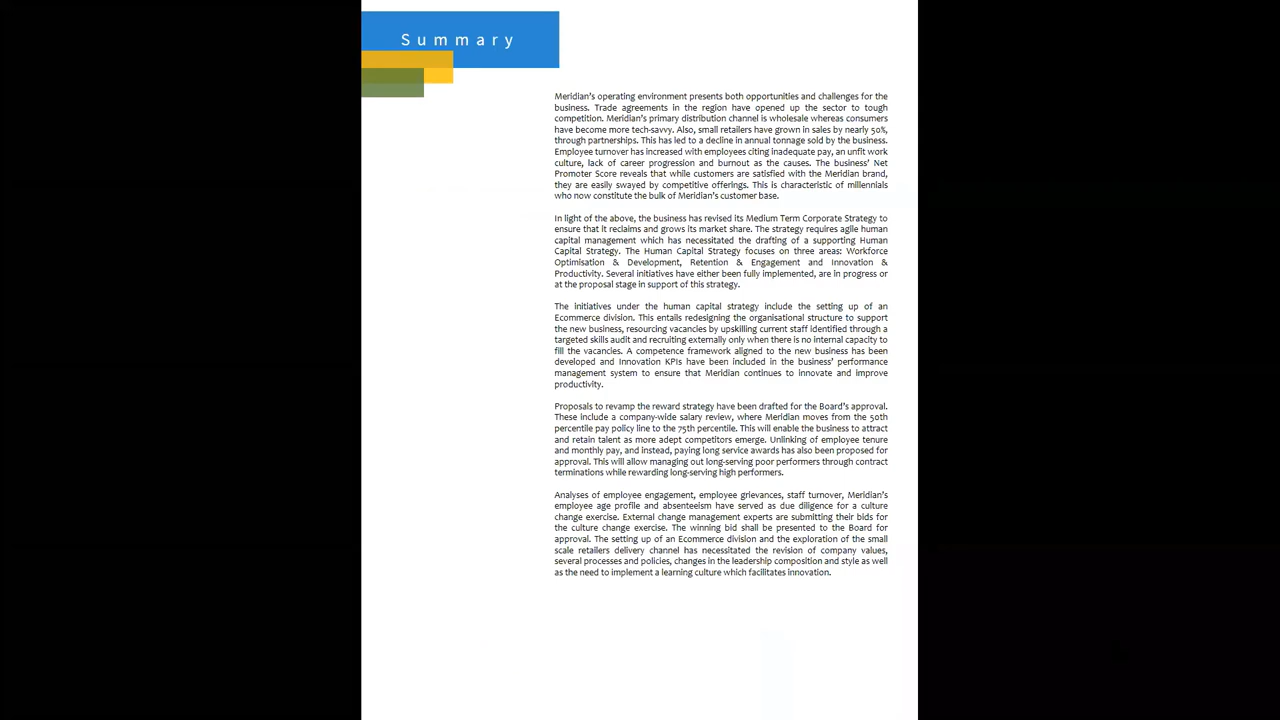 Summary
Meridian's operating environment presents both opportunities and challenges for the
business. Trade agreements in the region have opened up the sector to tough
competition. Meridian's primary distribution channel is wholesale whereas consumers
have become more tech-savvy. Also, small retailers have grown in sales by nearly 50%,
through partnerships. This has led to a decline in annual tonnage sold by the business.
Employee turnover has increased with employees citing inadequate pay, an unfit work
culture, lack of career progression and burnout as the causes. The business' Net
Promoter Score reveals that while customers are satisfied with the Meridian brand,
they are easily swayed by competitive offerings. This is characteristic of millennials
who now constitute the bulk of Meridian's customer base.
In light of the above, the business has revised its Medium Term Corporate Strategy to
ensure that it reclaims and grows its market share. The strategy requires agile human
capital management which has necessitated the drafting of a supporting Human
Capital Strategy. The Human Capital Strategy focuses on three areas: Workforce
Optimisation & Development, Retention & Engagement and Innovation &
Productivity. Several initiatives have either been fully implemented, are in progress or
at the proposal stage in support of this strategy.
The initiatives under the human capital strategy include the setting up of an
Ecommerce division. This entails redesigning the organisational structure to support
the new business, resourcing vacancies by upskilling current staff identified through a
targeted skills audit and recruiting externally only when there is no internal capacity to
fill the vacancies. A competence framework aligned to the new business has been
developed and Innovation KPIs have been included in the business' performance
management system to ensure that Meridian continues to innovate and improve
productivity.
Proposals to revamp the reward strategy have been drafted for the Board's approval.
These include a company-wide salary review, where Meridian moves from the 50th
percentile pay policy line to the 75th percentile. This will enable the business to attract
and retain talent as more adept competitors emerge. Unlinking of employee tenure
and monthly pay, and instead, paying long service awards has also been proposed for
approval. This will allow managing out long-serving poor performers through contract
terminations while rewarding long-serving high performers.
Analyses of employee engagement, employee grievances, staff turnover, Meridian's
employee age profile and absenteeism have served as due diligence for a culture
change exercise. External change management experts are submitting their bids for
the culture change exercise. The winning bid shall be presented to the Board for
approval. The setting up of an Ecommerce division and the exploration of the small
scale retailers delivery channel has necessitated the revision of company values,
several processes and policies, changes in the leadership composition and style as well
as the need to implement a learning culture which facilitates innovation.